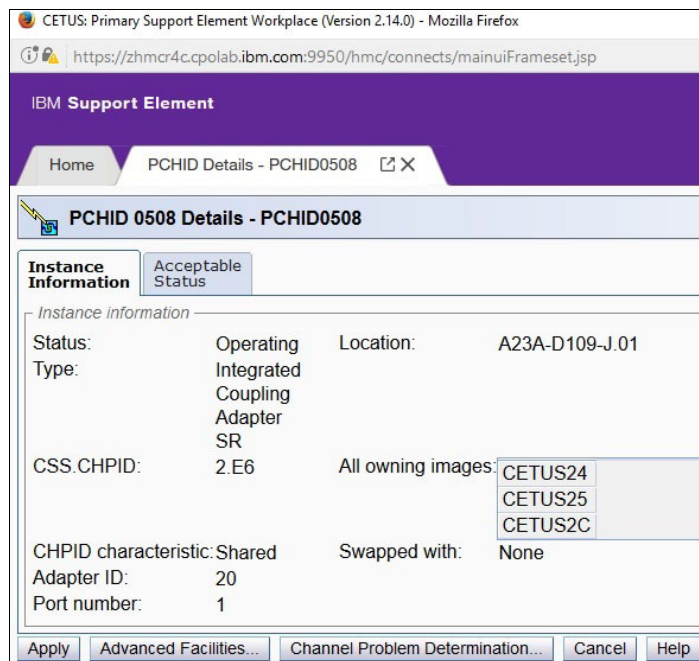 CETUS: Primary Support Element Workplace (Version 2.14.0) - Mozilla Firefox
https://zhmcr4c.cpolab.ibm.com:9950/hmc/connects/mainuiFrameset.jsp
IBM Support Element
Home PCHID Details - PCHID0508
PCHID 0508 Details - PCHID0508
Instance Information
Acceptable Status
Instance information
Status: Operating Location: A23A-D109-J.01
Type: Integrated
Coupling
Adapter
SR
CSS.CHPID: 2.E6 All owning images: CETUS24
CETUS25
CETUS2C
CHPID characteristic: Shared Swapped with: None
Adapter ID: 20
Port number: 1
Apply Advanced Facilities... Channel Problem Determination... Cancel Help